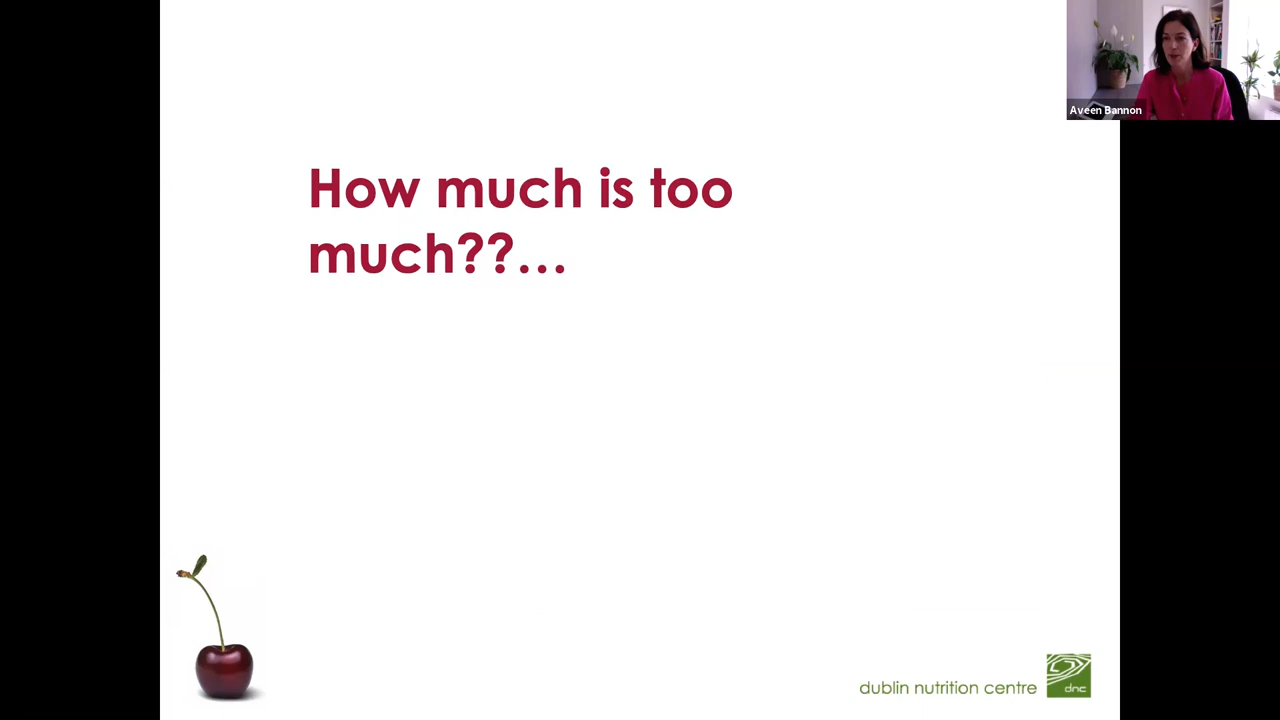 Aveen Bannon
How much is too
much??...
dublin nutrition centre
dnc